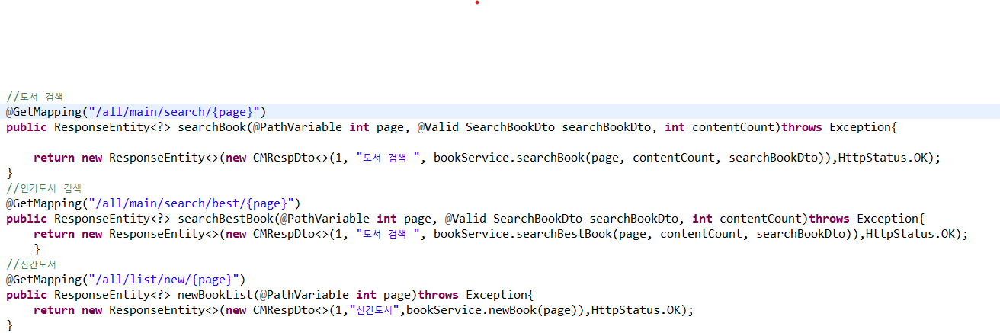 //도서 검색
@GetMapping("/all/main/search/{page}")
public ResponseEntity<?> searchBook(@PathVariable int page, @Valid SearchBookDto searchBookDto, int contentCount)throws Exception{
return new ResponseEntity<>(new CMRespDto<>(1, "도서 검색 ", bookService.searchBook(page, contentCount, searchBookDto)),HttpStatus.OK);
}
//인기도서 검색
@GetMapping("/all/main/search/best/{page}")
public ResponseEntity<?> searchBestBook(@PathVariable int page, @Valid SearchBookDto searchBookDto, int contentCount)throws Exception{
return new ResponseEntity<>(new CMRespDto<>(1, "도서 검색 ", bookService.searchBestBook(page, contentCount, searchBookDto)),HttpStatus.OK);
}
//신간도서
@GetMapping("/all/list/new/{page}")
public ResponseEntity<?> newBookList(@PathVariable int page)throws Exception{
return new ResponseEntity<>(new CMRespDto<>(1,"신간도서",bookService.newBook(page)),HttpStatus.OK);
}